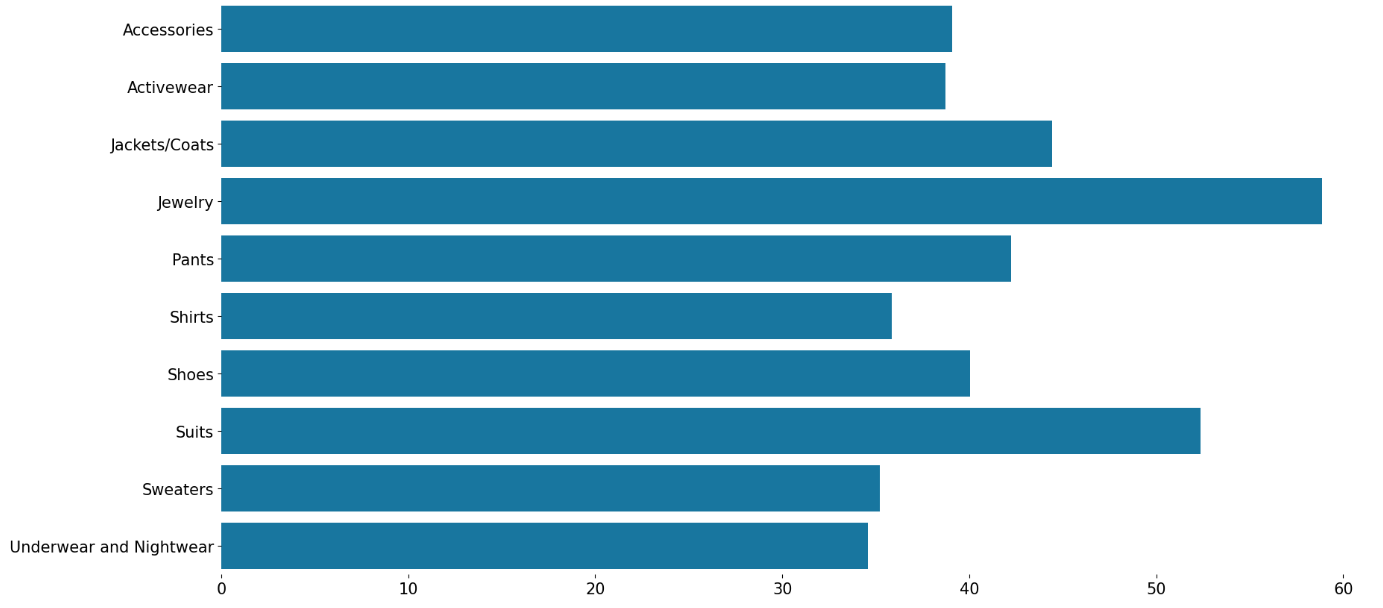 Accessories
Activewear
Jackets/Coats
Jewelry
Pants
Shirts
Shoes
Suits
Sweaters
Underwear and Nightwear
0 10 20 30 40 50 60